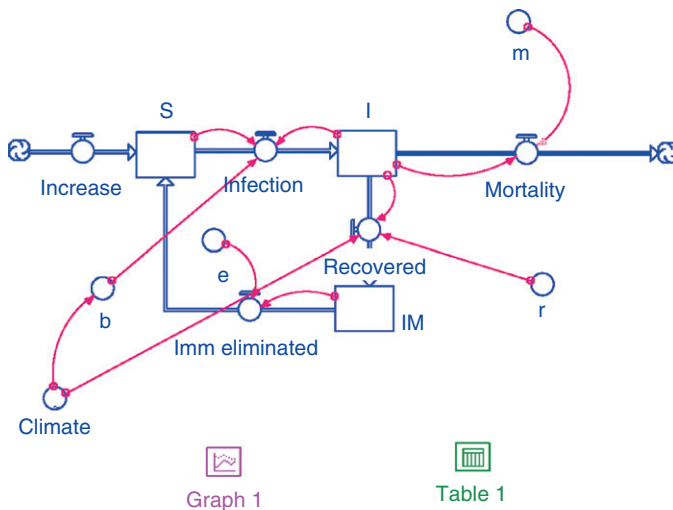 m
S
I
Increase
Infection
Mortality
e
Recovered
b
r
IM
Imm eliminated
Climate
Graph 1
Table 1